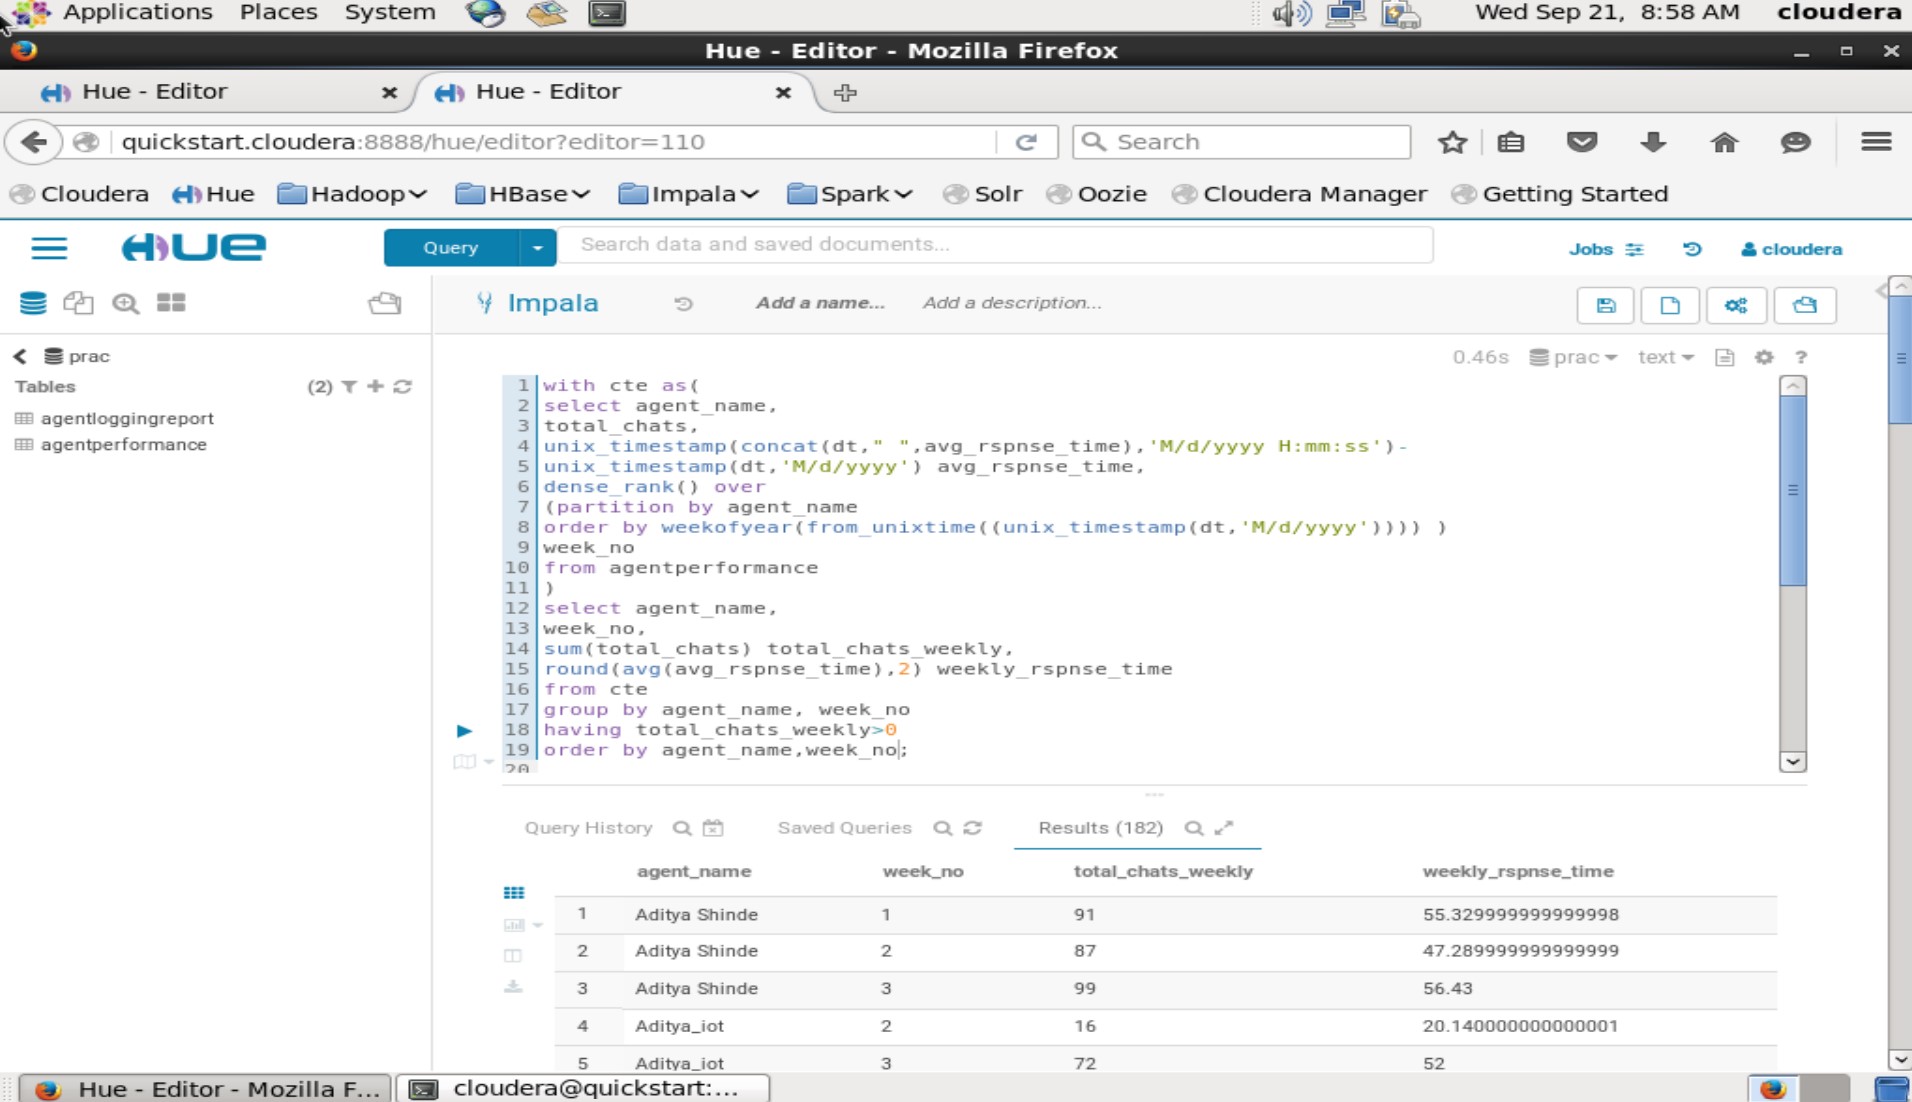 Applications Places System Wed Sep 21, 8:58 AM cloudera
Hue - Editor - Mozilla Firefox
Hue - Editor Hue - Editor
quickstart.cloudera:8888/hue/editor?editor=110 Search
Cloudera Hue Hadoop HBase Impala Spark Solr Oozie Cloudera Manager Getting Started
HUE Query Search data and saved documents... Jobs cloudera
Impala Add a name... Add a description...
prac 0.46s prac text ?
Tables (2)
agentloggingreport
agentperformance
1 with cte as(
2 select agent_name,
3 total_chats,
4 unix_timestamp(concat(dt," ",avg_rspnse_time),'M/d/yyyy H:mm:ss')-
5 unix_timestamp(dt,'M/d/yyyy') avg_rspnse_time,
6 dense_rank() over
7 (partition by agent_name
8 order by weekofyear(from_unixtime((unix_timestamp(dt,'M/d/yyyy')))) )
9 week_no
10 from agentperformance
11 )
12 select agent_name,
13 week_no,
14 sum(total_chats) total_chats_weekly,
15 round(avg(avg_rspnse_time),2) weekly_rspnse_time
16 from cte
17 group by agent_name, week_no
18 having total_chats_weekly>0
19 order by agent_name,week_no;
20
Query History Saved Queries Results (182)
agent_name week_no total_chats_weekly weekly_rspnse_time
1 Aditya Shinde 1 91 55.329999999999998
2 Aditya Shinde 2 87 47.289999999999999
3 Aditya Shinde 3 99 56.43
4 Aditya_iot 2 16 20.140000000000001
5 Aditya_iot 3 72 52
Hue - Editor - Mozilla F... cloudera@quickstart:...